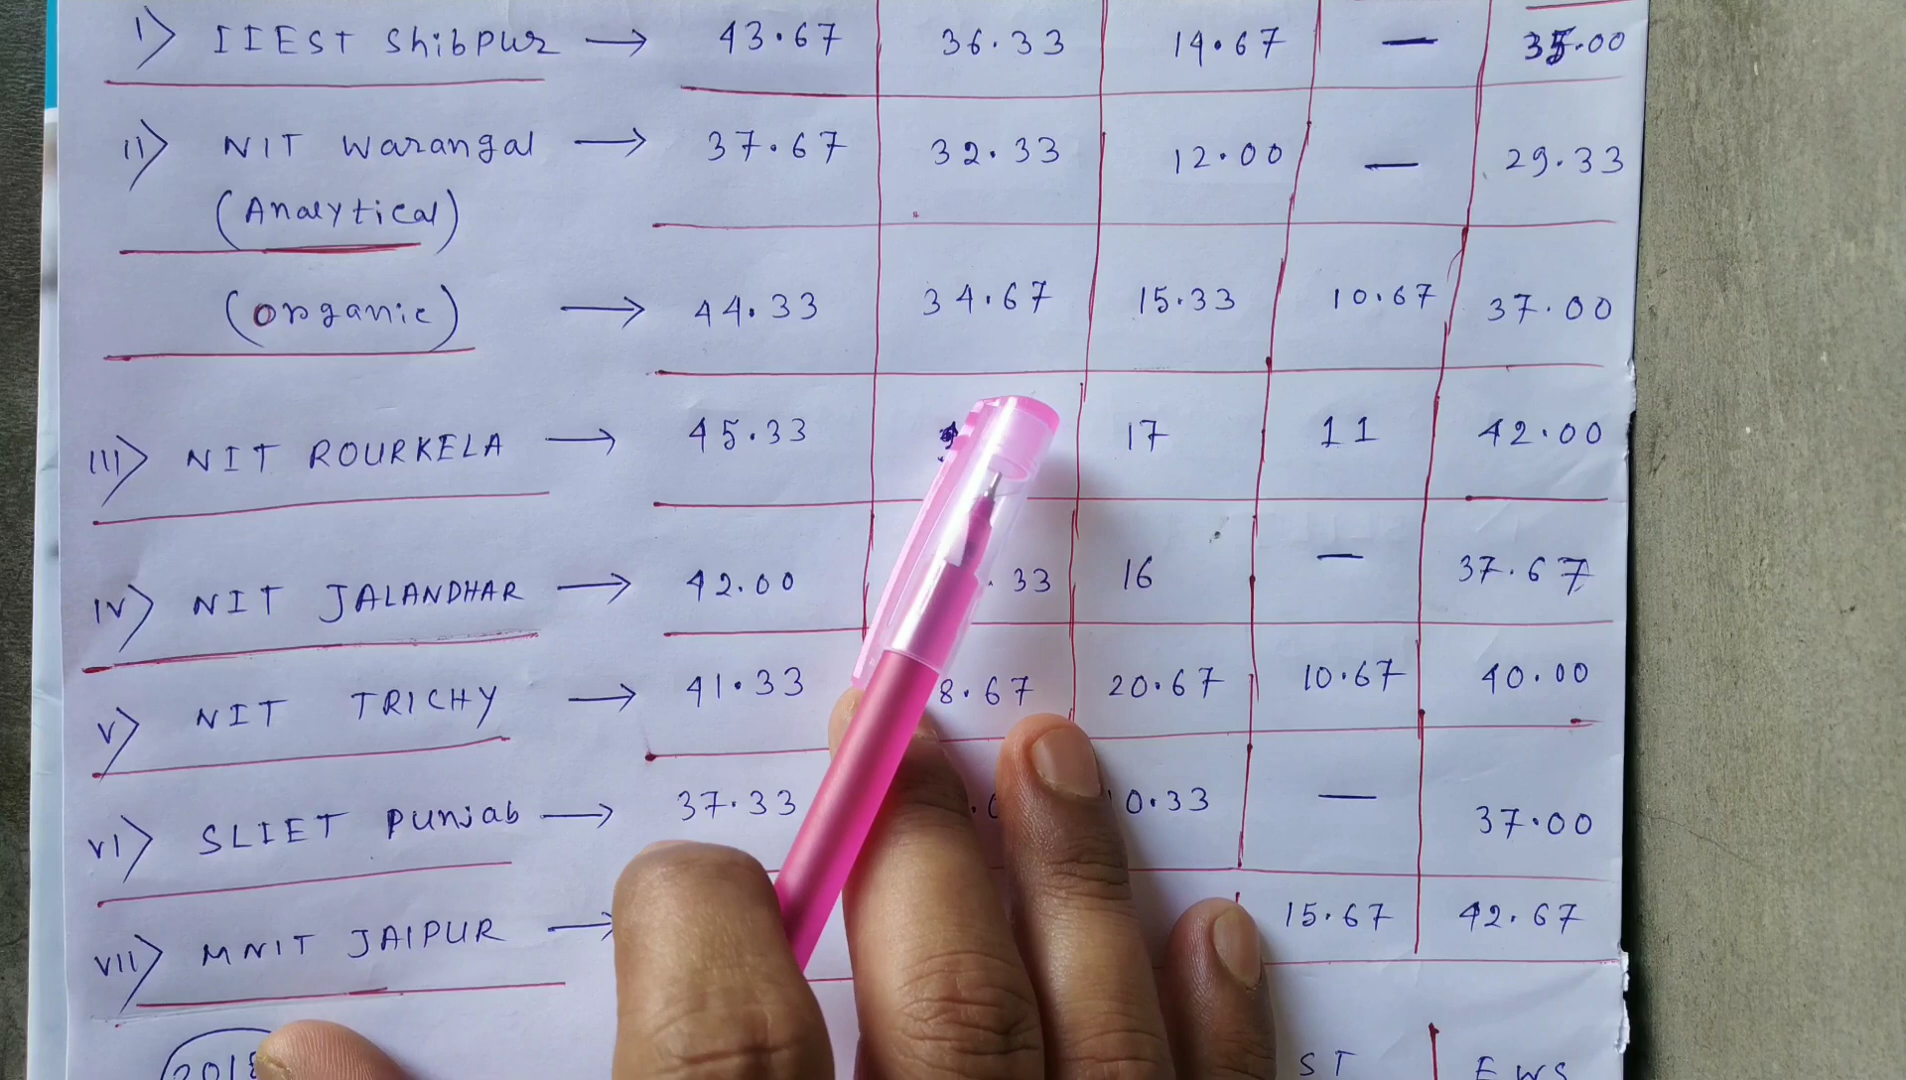 I) IIEST Shibpur → 43.67 36.33 14.67 — 35.00
II) NIT Warangal → 37.67 32.33 12.00 — 29.33
(Analytical)
(Organic) → 44.33 34.67 15.33 10.67 37.00
III) NIT ROURKELA → 45.33 17 11 42.00
IV) NIT JALANDHAR → 42.00 .33 16 — 37.67
V) NIT TRICHY → 41.33 8.67 20.67 10.67 40.00
VI) SLIET Punjab → 37.33 0.33 — 37.00
VII) MNIT JAIPUR → 15.67 42.67
ST EWS